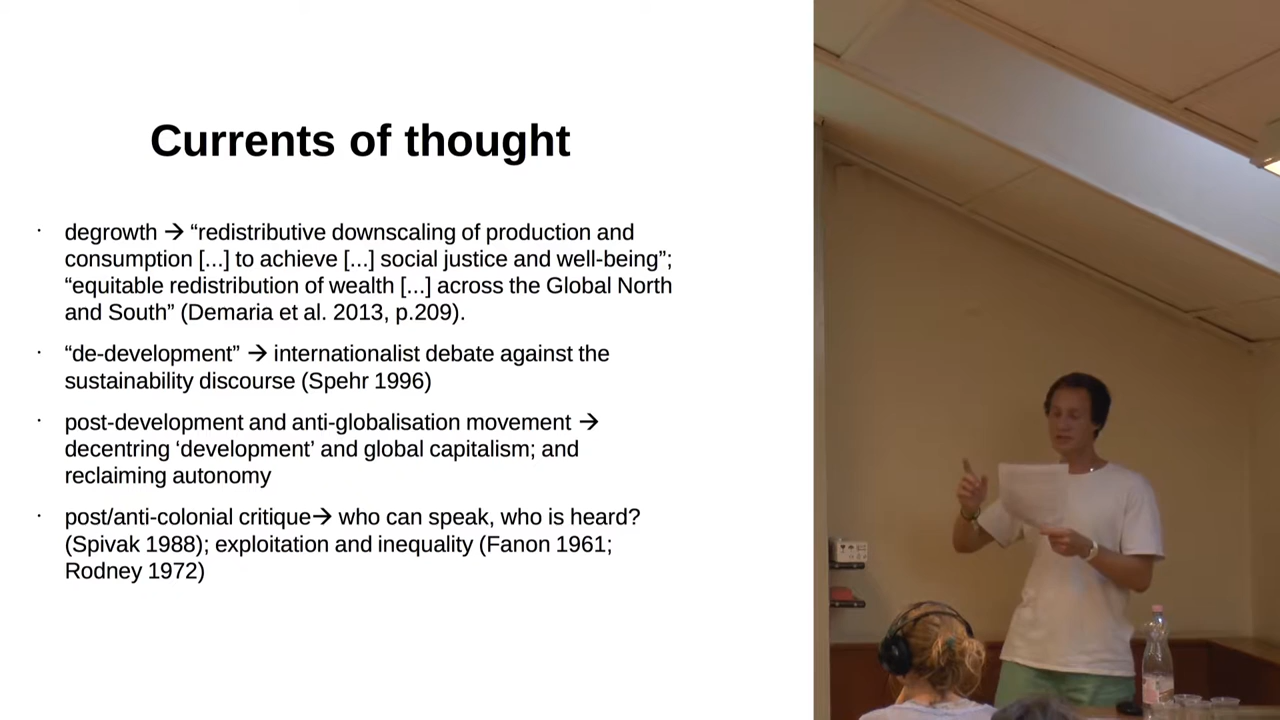 Currents of thought
· degrowth → “redistributive downscaling of production and
consumption [...] to achieve [...] social justice and well-being”;
“equitable redistribution of wealth [...] across the Global North
and South” (Demaria et al. 2013, p.209).
· “de-development” → internationalist debate against the
sustainability discourse (Spehr 1996)
· post-development and anti-globalisation movement →
decentring ‘development’ and global capitalism; and
reclaiming autonomy
· post/anti-colonial critique→ who can speak, who is heard?
(Spivak 1988); exploitation and inequality (Fanon 1961;
Rodney 1972)